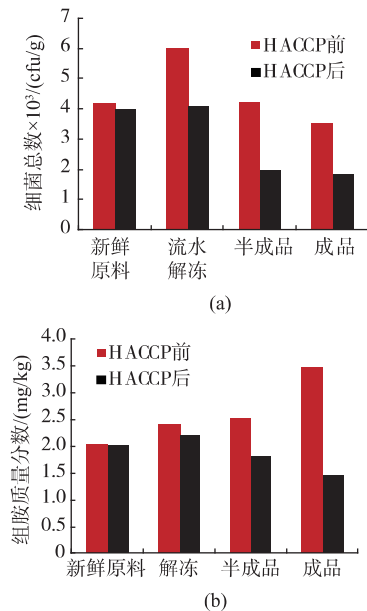 细菌总数×10³/(cfu/g)
7
6
5
4
3
2
1
0
HACCP前
HACCP后
新鲜 流水 半成品 成品
原料 解冻
(a)
组胺质量分数/(mg/kg)
4.0
3.5
3.0
2.5
2.0
1.5
1.0
0.5
0
HACCP前
HACCP后
新鲜原料 解冻 半成品 成品
(b)